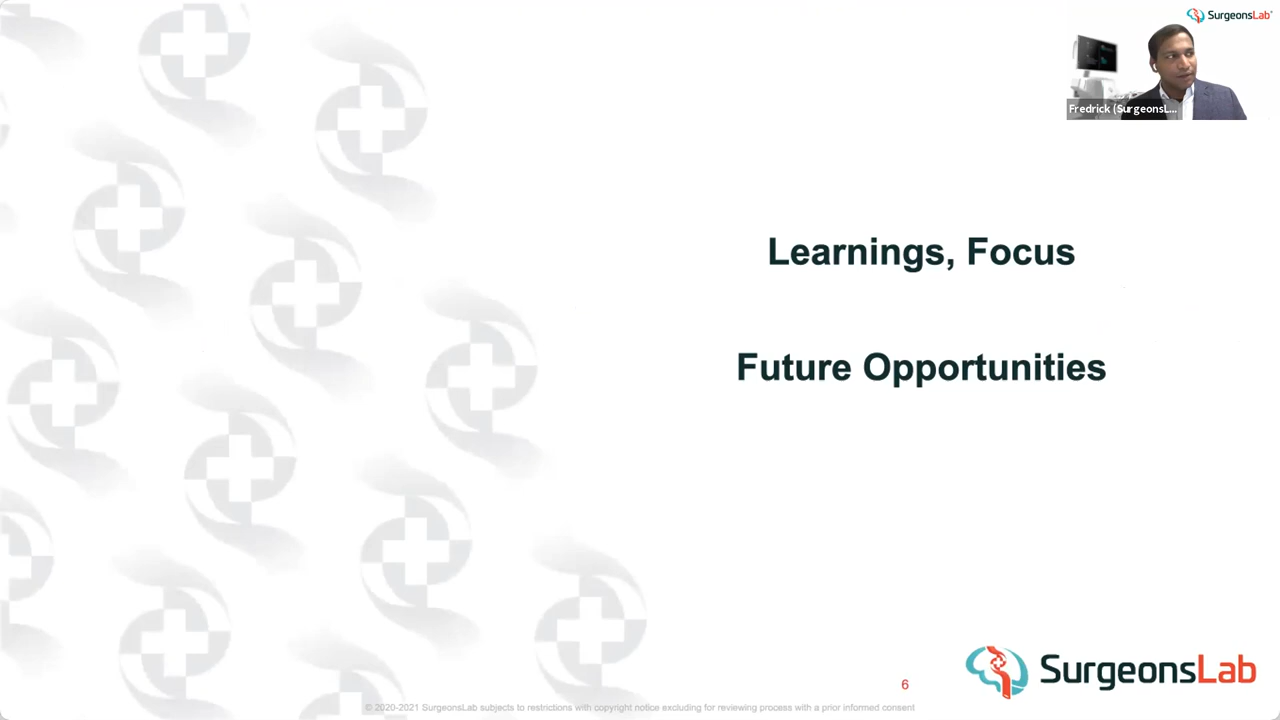 SurgeonsLab
Fredrick (SurgeonsL...
Learnings, Focus
Future Opportunities
6
SurgeonsLab
© 2020-2021 SurgeonsLab subjects to restrictions with copyright notice excluding for reviewing process with a prior informed consent